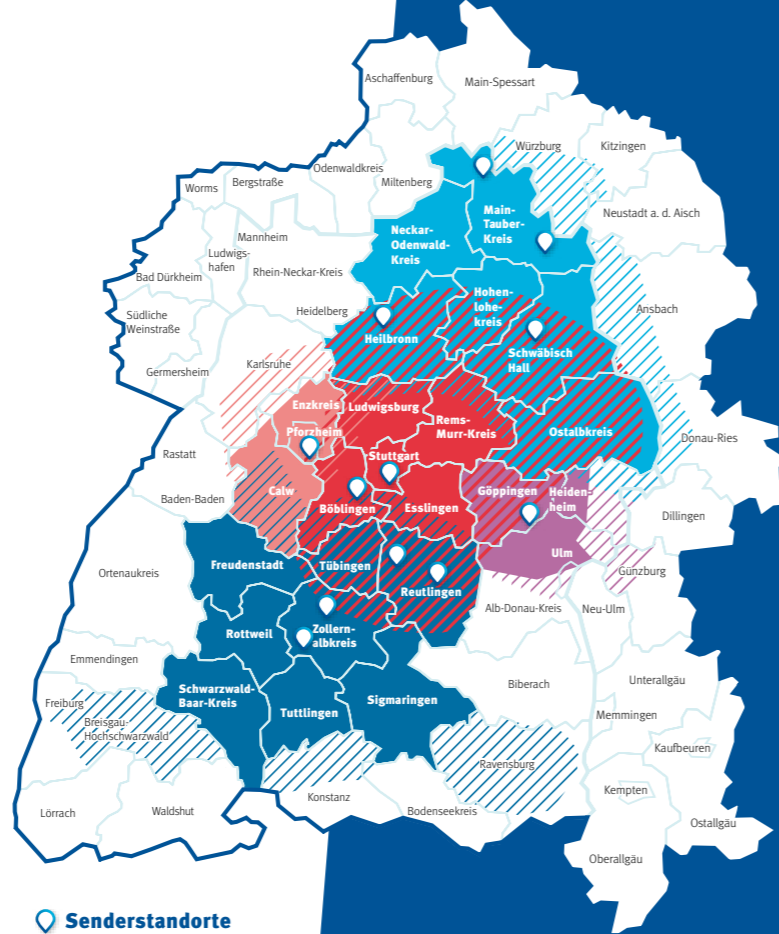 Aschaffenburg
Main-Spessart
Würzburg
Kitzingen
Odenwaldkreis
Bergstraße
Worms
Miltenberg
Main-
Tauber-
Kreis
Neustadt a. d. Aisch
Neckar-
Odenwald-
Kreis
Mannheim
Ludwigs-
hafen
Rhein-Neckar-Kreis
Bad Dürkheim
Hohen-
lohe-
kreis
Ansbach
Südliche
Weinstraße
Heidelberg
Heilbronn
Schwäbisch
Hall
Germersheim
Karlsruhe
Enzkreis
Ludwigsburg
Rems-
Murr-Kreis
Pforzheim
Ostalbkreis
Donau-Ries
Rastatt
Stuttgart
Calw
Baden-Baden
Böblingen
Esslingen
Göppingen
Heiden-
heim
Dillingen
Ulm
Freudenstadt
Tübingen
Reutlingen
Ortenaukreis
Günzburg
Alb-Donau-Kreis
Neu-Ulm
Rottweil
Zollern-
albkreis
Emmendingen
Schwarzwald-
Baar-Kreis
Tuttlingen
Sigmaringen
Biberach
Unterallgäu
Freiburg
Breisgau-
Hochschwarzwald
Memmingen
Kaufbeuren
Ravensburg
Kempten
Konstanz
Bodenseekreis
Lörrach
Waldshut
Ostallgäu
Oberallgäu
Senderstandorte